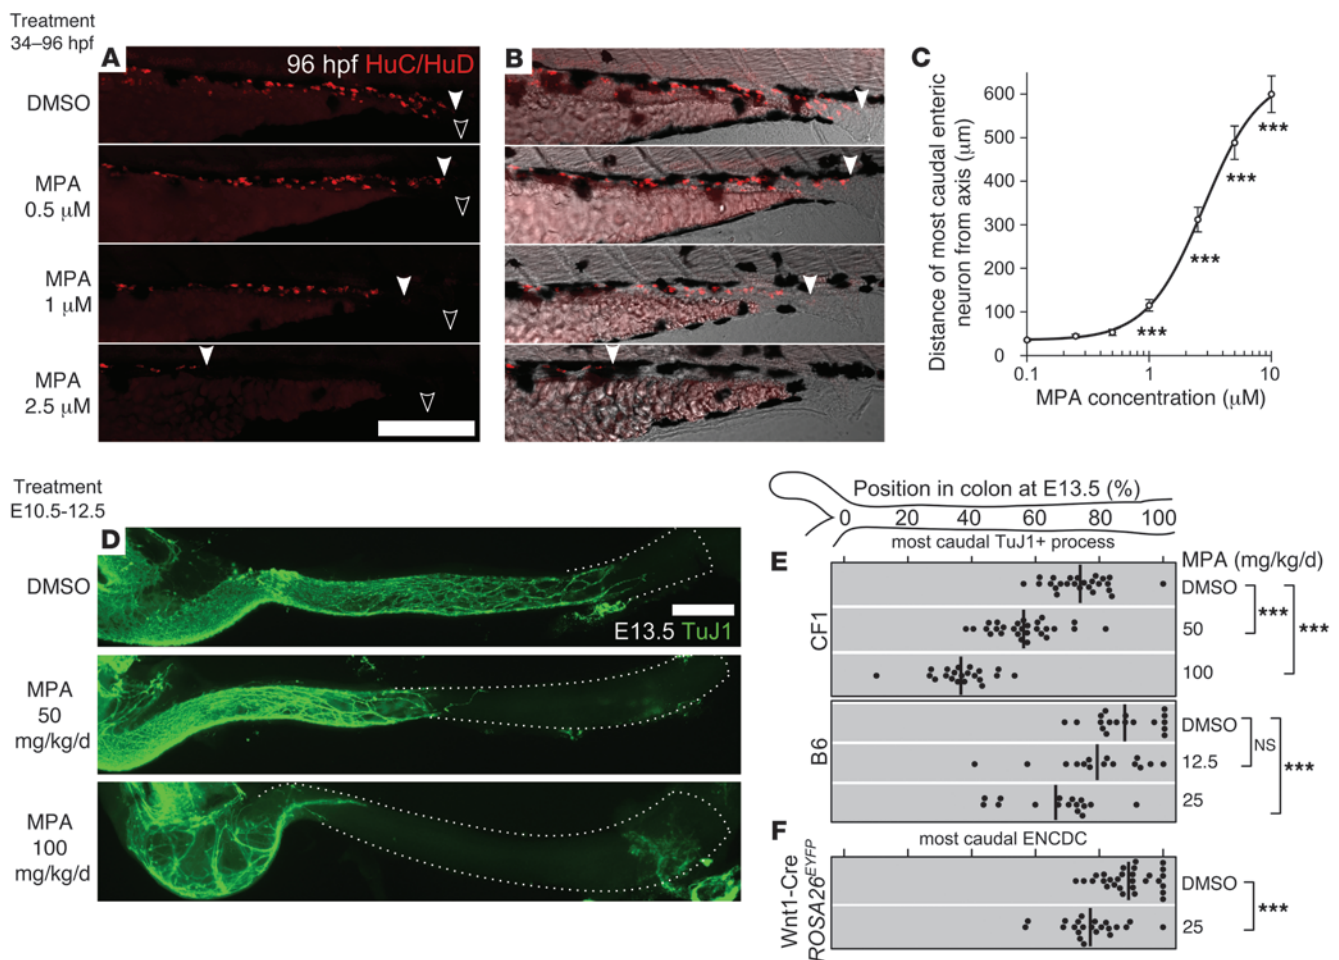 Treatment
34–96 hpf
A
96 hpf HuC/HuD
DMSO
MPA
0.5 μM
MPA
1 μM
MPA
2.5 μM
B
C
Distance of most caudal enteric
neuron from axis (μm)
600
500
400
300
200
100
0
0.1
1
10
***
***
***
***
MPA concentration (μM)
Treatment
E10.5-12.5
D
DMSO
E13.5 TuJ1
MPA
50
mg/kg/d
MPA
100
mg/kg/d
Position in colon at E13.5 (%)
0 20 40 60 80 100
most caudal TuJ1+ process
E
MPA (mg/kg/d)
CF1
DMSO
50
100
***
***
B6
DMSO
12.5
25
NS
***
F
most caudal ENCDC
Wnt1-Cre
ROSA26EYFP
DMSO
25
***